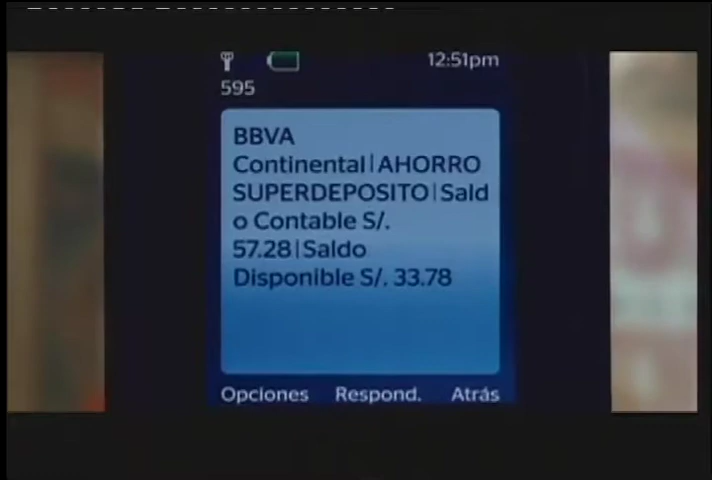 12:51pm
595
BBVA
Continental|AHORRO
SUPERDEPOSITO|Sald
o Contable S/.
57.28|Saldo
Disponible S/. 33.78
Opciones Respond. Atrás